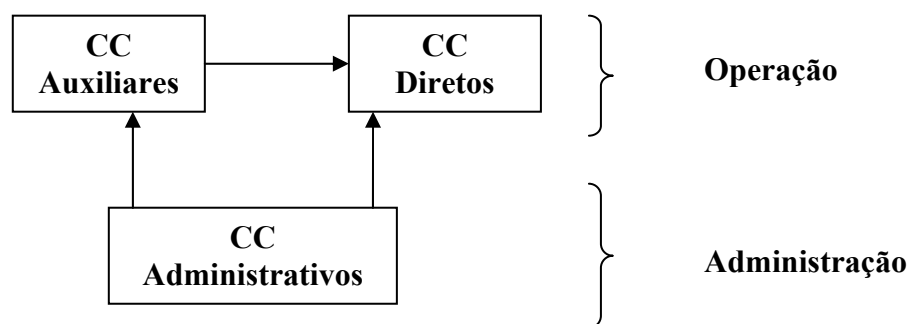 CC
Auxiliares
CC
Diretos
Operação
CC
Administrativos
Administração